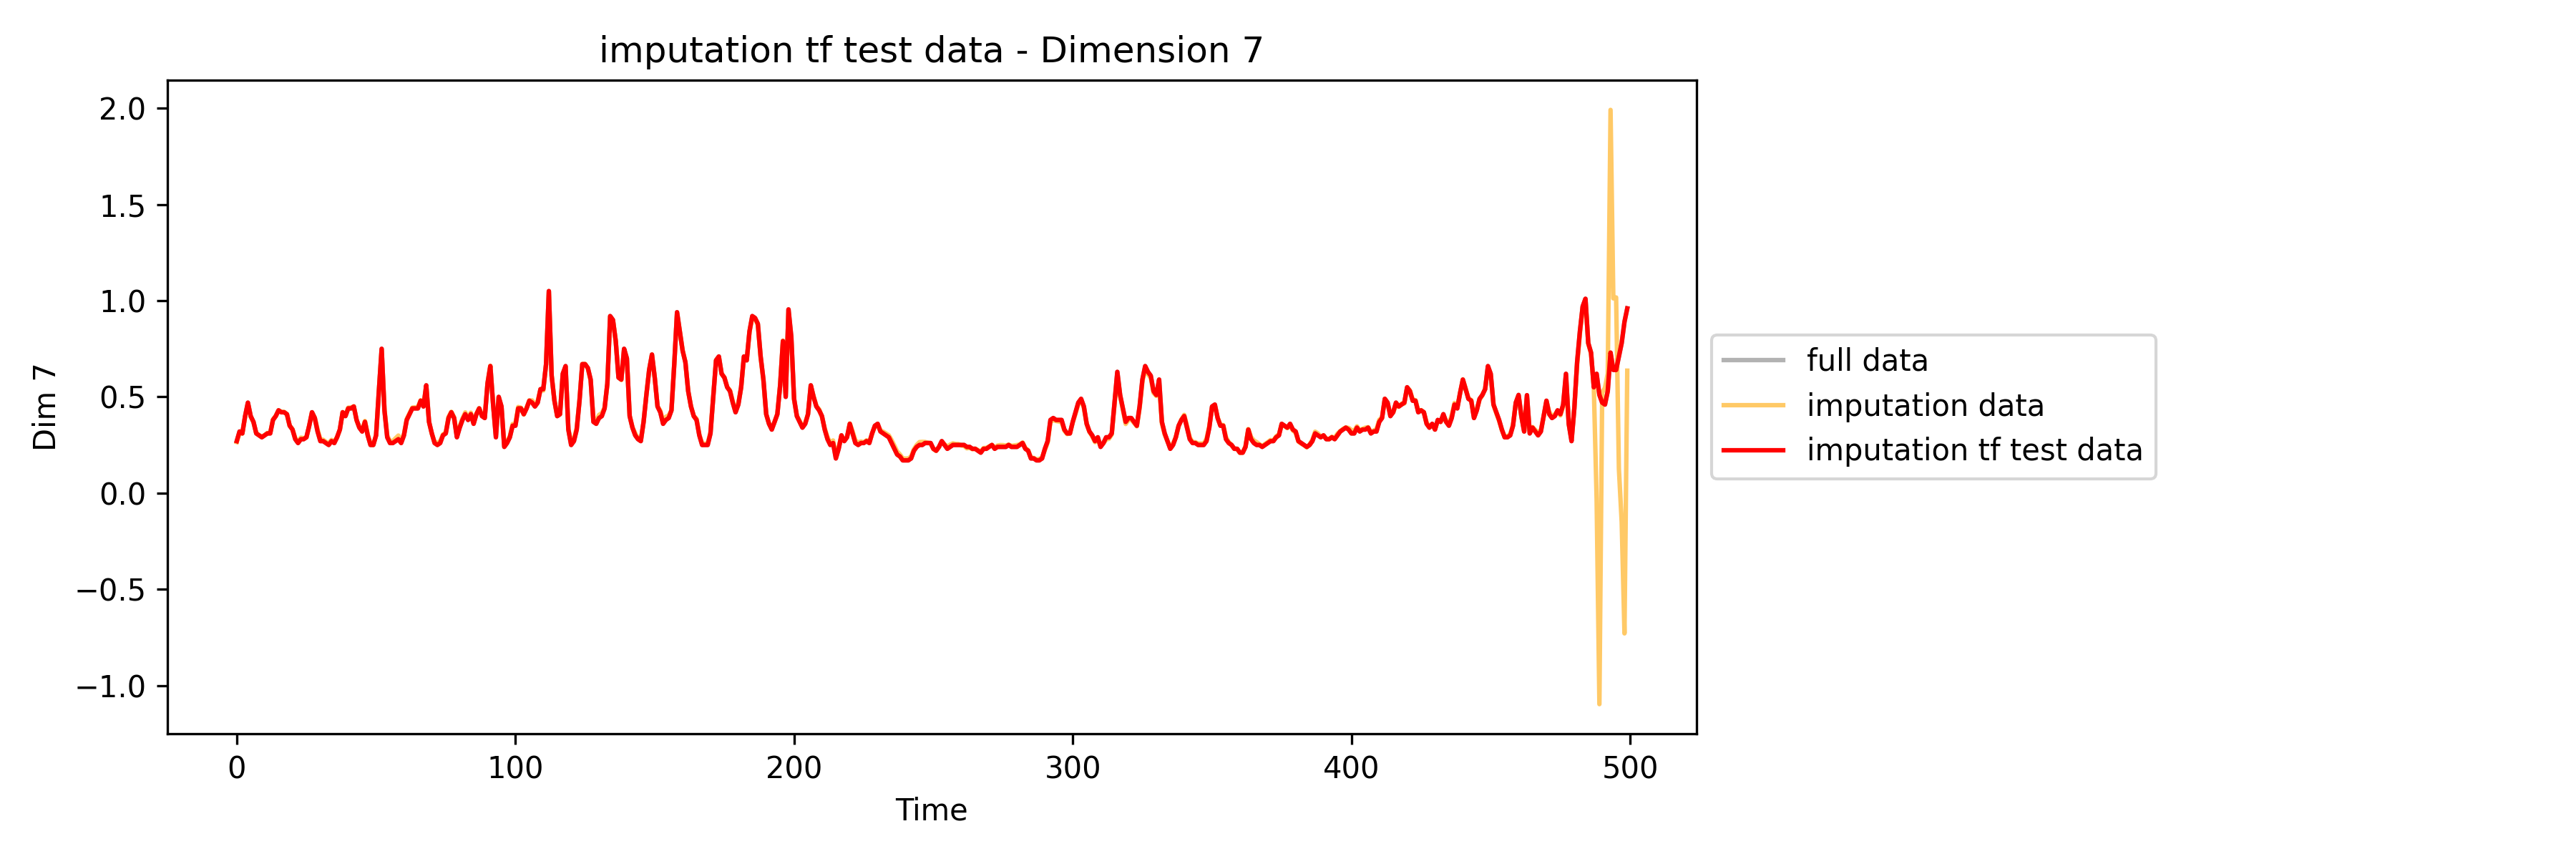 imputation tf test data - Dimension 7
2.0
1.5
1.0
0.5
0.0
−0.5
−1.0
Dim 7
0 100 200 300 400 500
Time
full data
imputation data
imputation tf test data